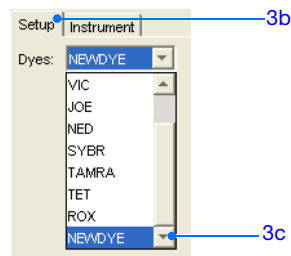 Setup Instrument 3b
Dyes: NEWDYE
VIC
JOE
NED
SYBR
TAMRA
TET
ROX
NEWDYE 3c